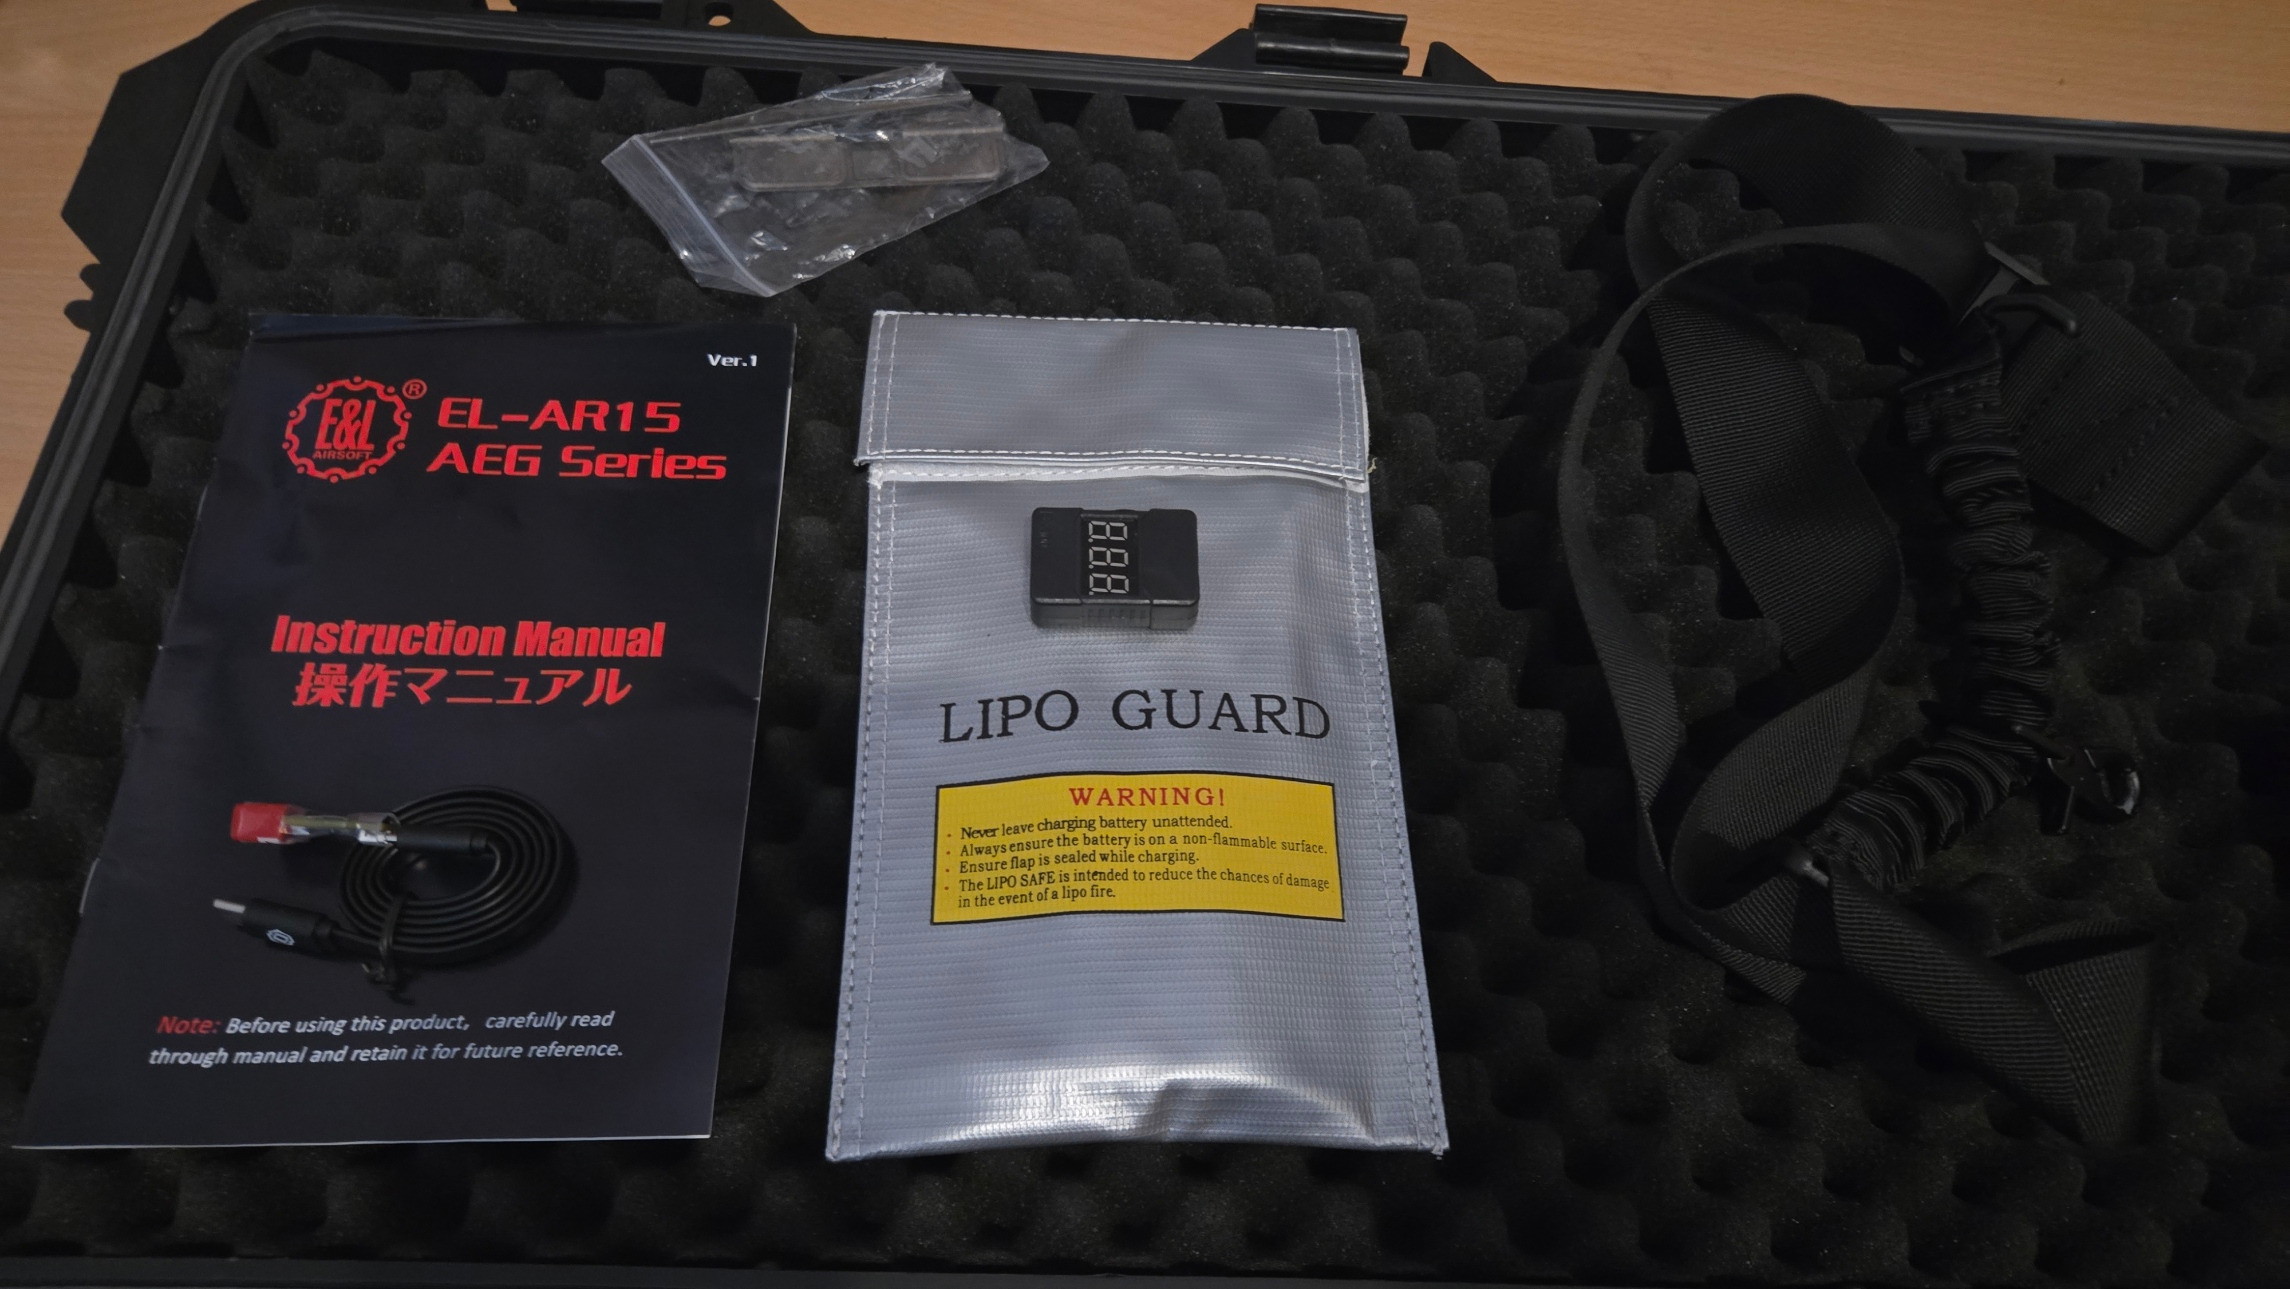 Ver.1
E&L
AIRSOFT
®
EL-AR15
AEG Series
Instruction Manual
操作マニュアル
Note: Before using this product, carefully read
through manual and retain it for future reference.
8.8.8.
LIPO GUARD
WARNING!
· Never leave charging battery unattended.
· Always ensure the battery is on a non-flammable surface.
· Ensure flap is sealed while charging.
· The LIPO SAFE is intended to reduce the chances of damage
in the event of a lipo fire.